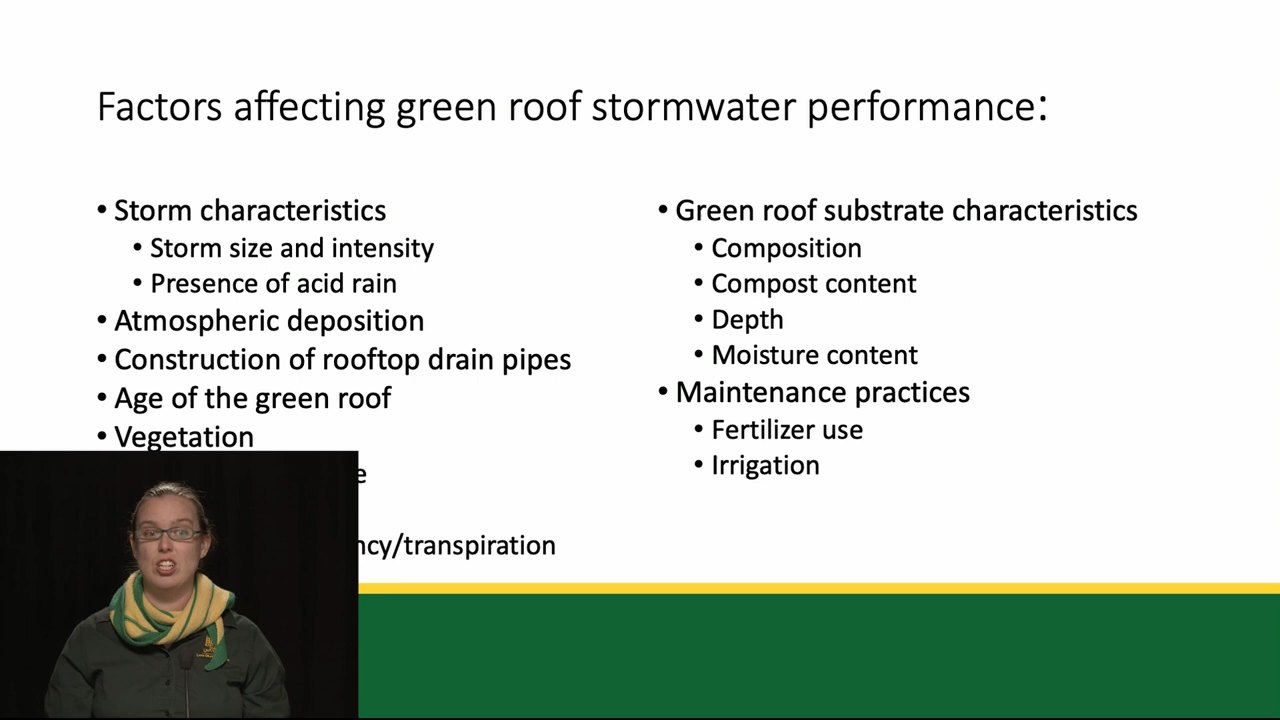 Factors affecting green roof stormwater performance:
• Storm characteristics
• Storm size and intensity
• Presence of acid rain
• Atmospheric deposition
• Construction of rooftop drain pipes
• Age of the green roof
• Vegetation
• Green roof substrate characteristics
• Composition
• Compost content
• Depth
• Moisture content
• Maintenance practices
• Fertilizer use
• Irrigation